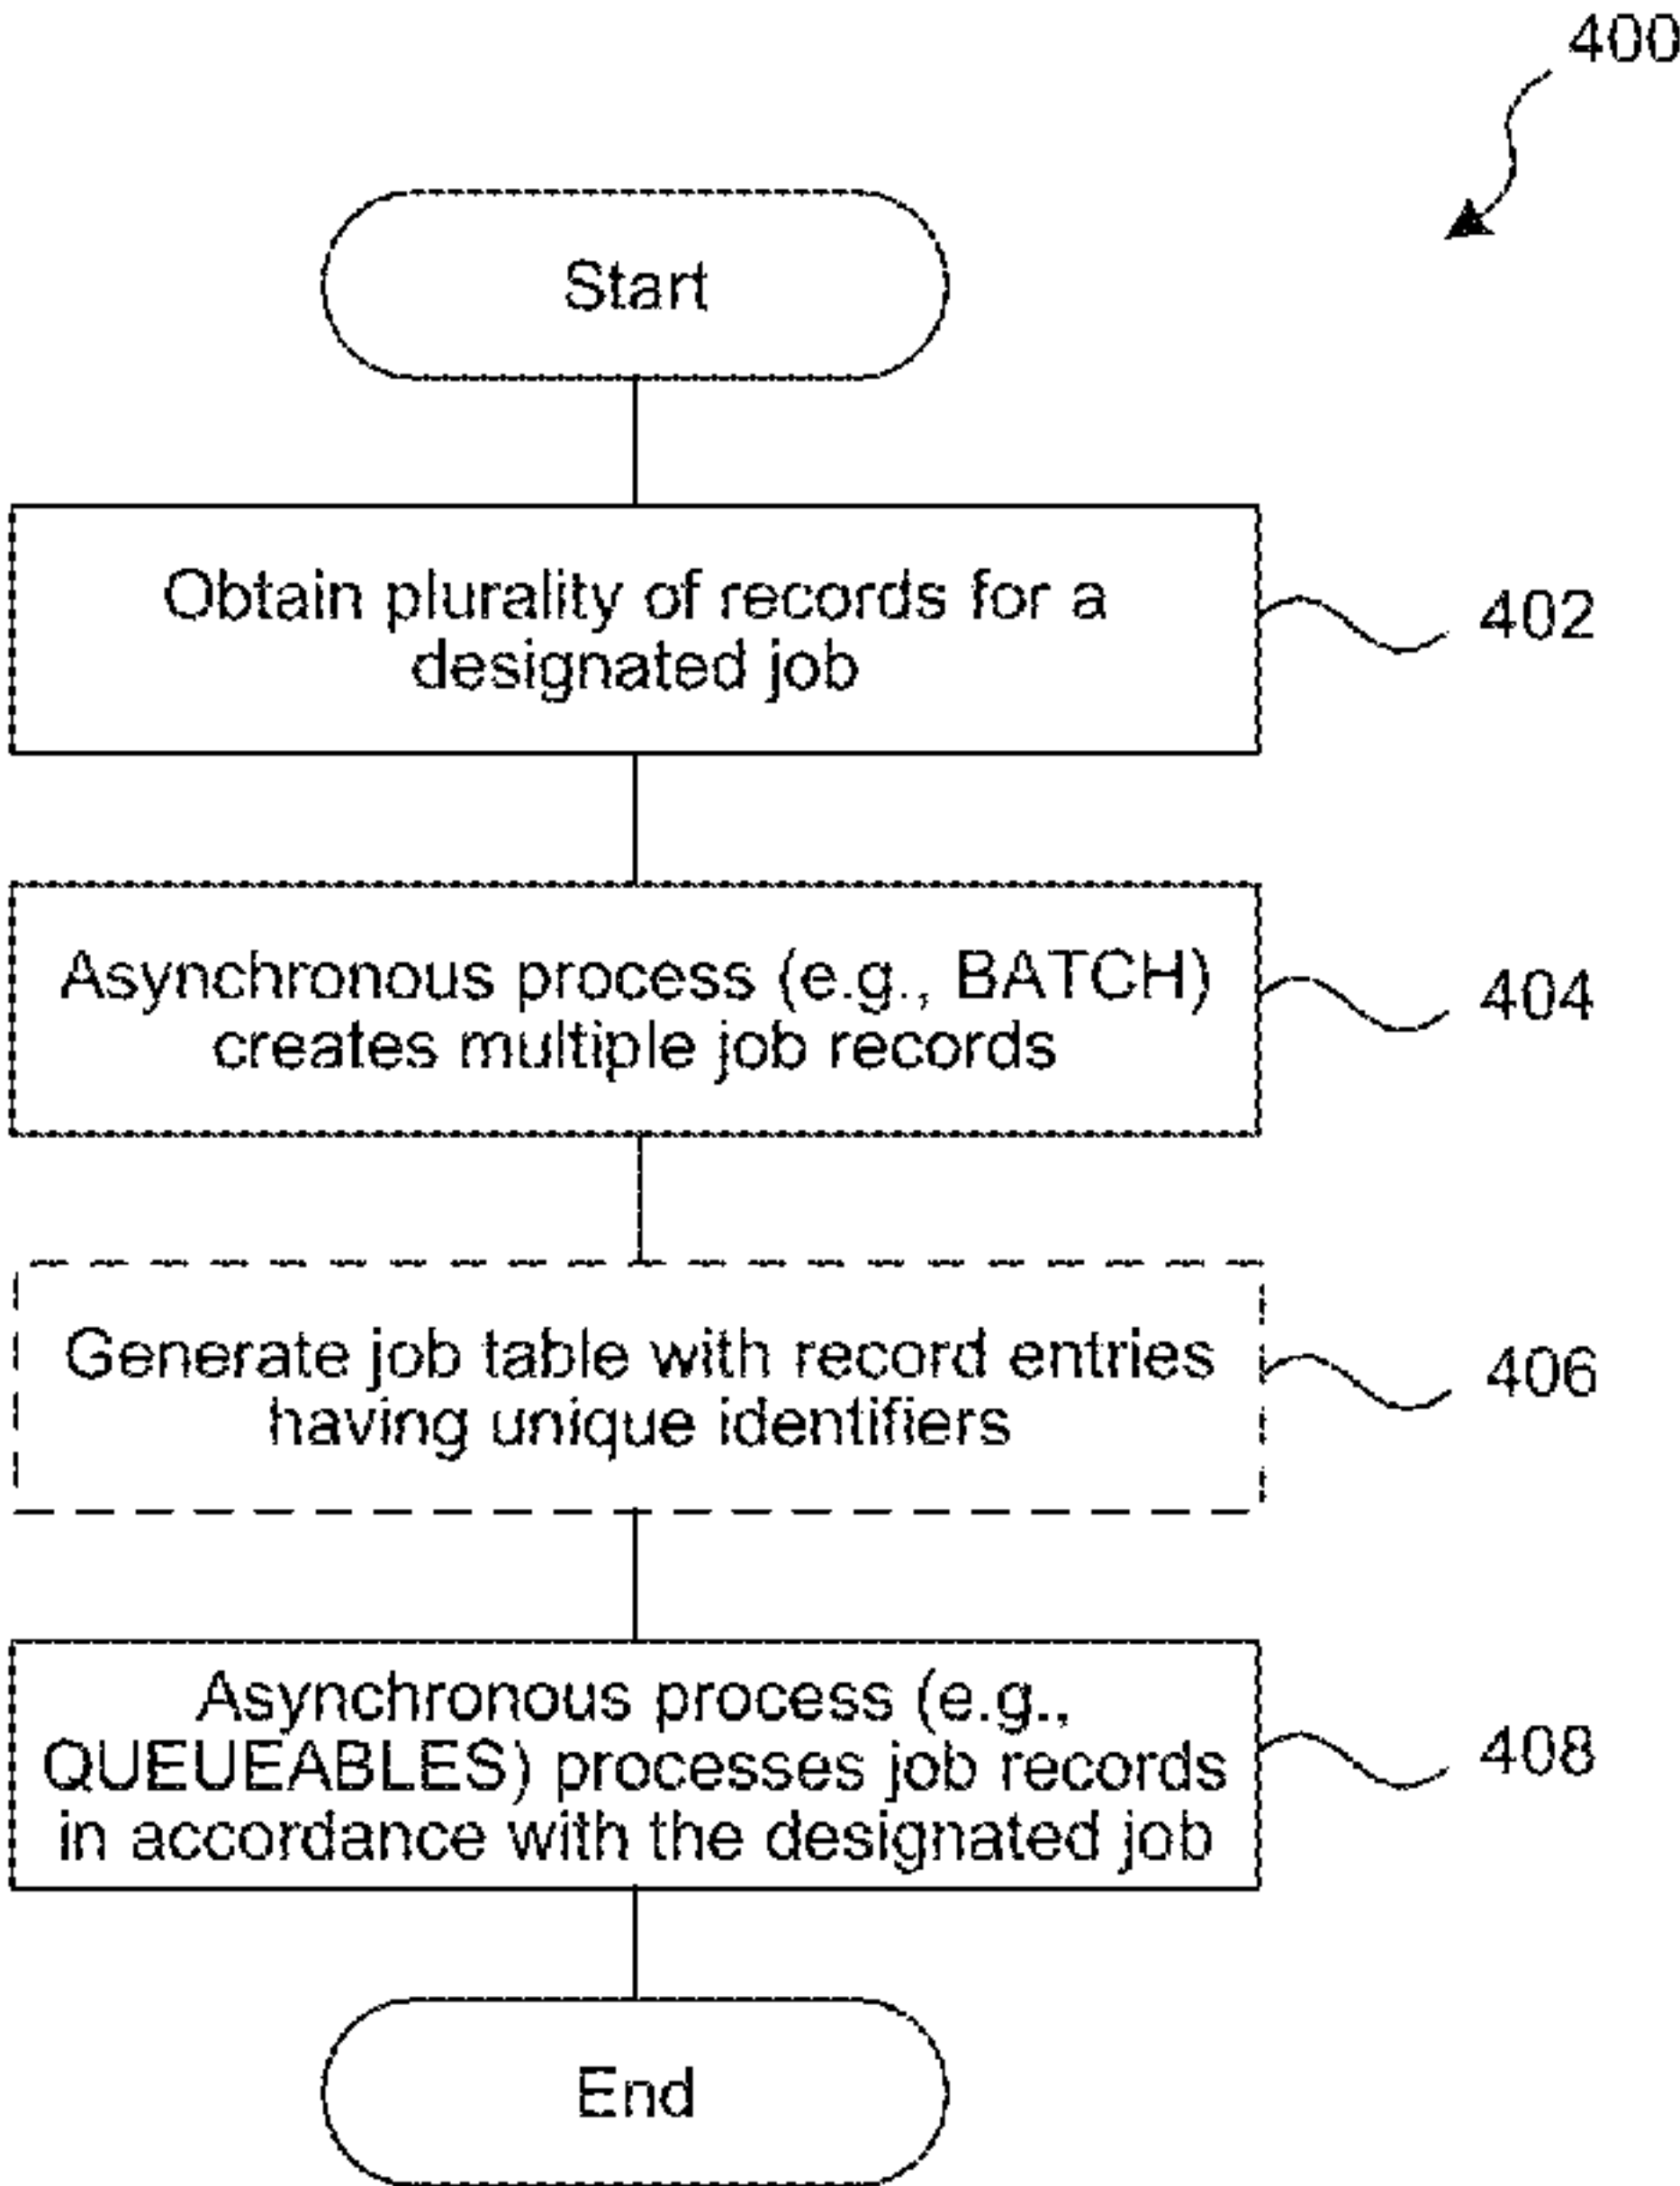 400
Start
Obtain plurality of records for a
designated job
402
Asynchronous process (e.g., BATCH)
creates multiple job records
404
Generate job table with record entries
having unique identifiers
406
Asynchronous process (e.g.,
QUEUEABLES) processes job records
in accordance with the designated job
408
End